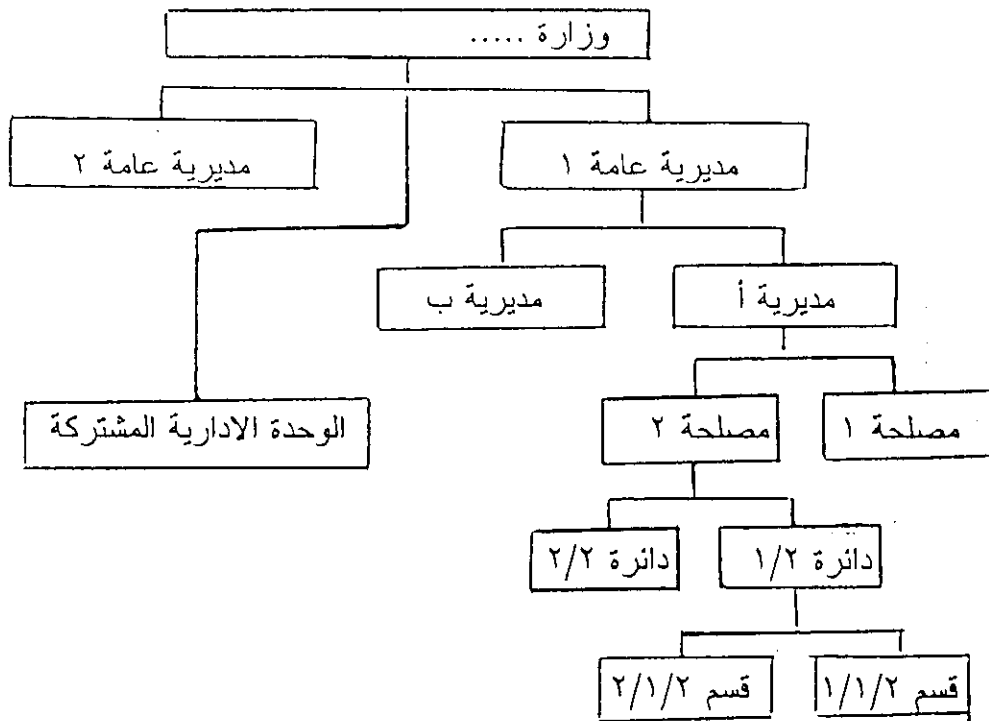 وزارة .....
مديرية عامة ١
مديرية عامة ٢
مديرية أ
مديرية ب
مصلحة ١
مصلحة ٢
الوحدة الادارية المشتركة
دائرة ١/٢
دائرة ٢/٢
قسم ١/١/٢
قسم ٢/١/٢